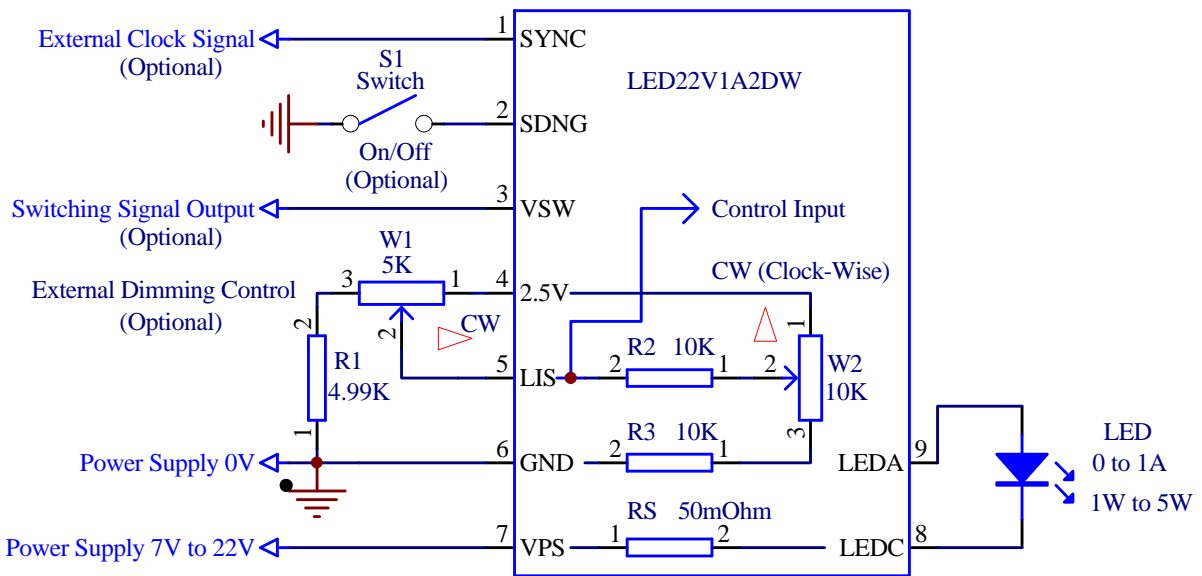 External Clock Signal
(Optional)
1
SYNC
LED22V1A2DW
S1
Switch
2
SDNG
On/Off
(Optional)
Switching Signal Output
(Optional)
3
VSW
Control Input
W1
5K
3
1
4
2.5V
CW (Clock-Wise)
External Dimming Control
(Optional)
2
2
CW
1
R1
4.99K
5
LIS
R2 10K
2
1
2
W2
10K
1
3
Power Supply 0V
6
GND
R3 10K
2
1
LEDA
9
LED
0 to 1A
1W to 5W
RS 50mOhm
Power Supply 7V to 22V
7
VPS
1
2
LEDC
8